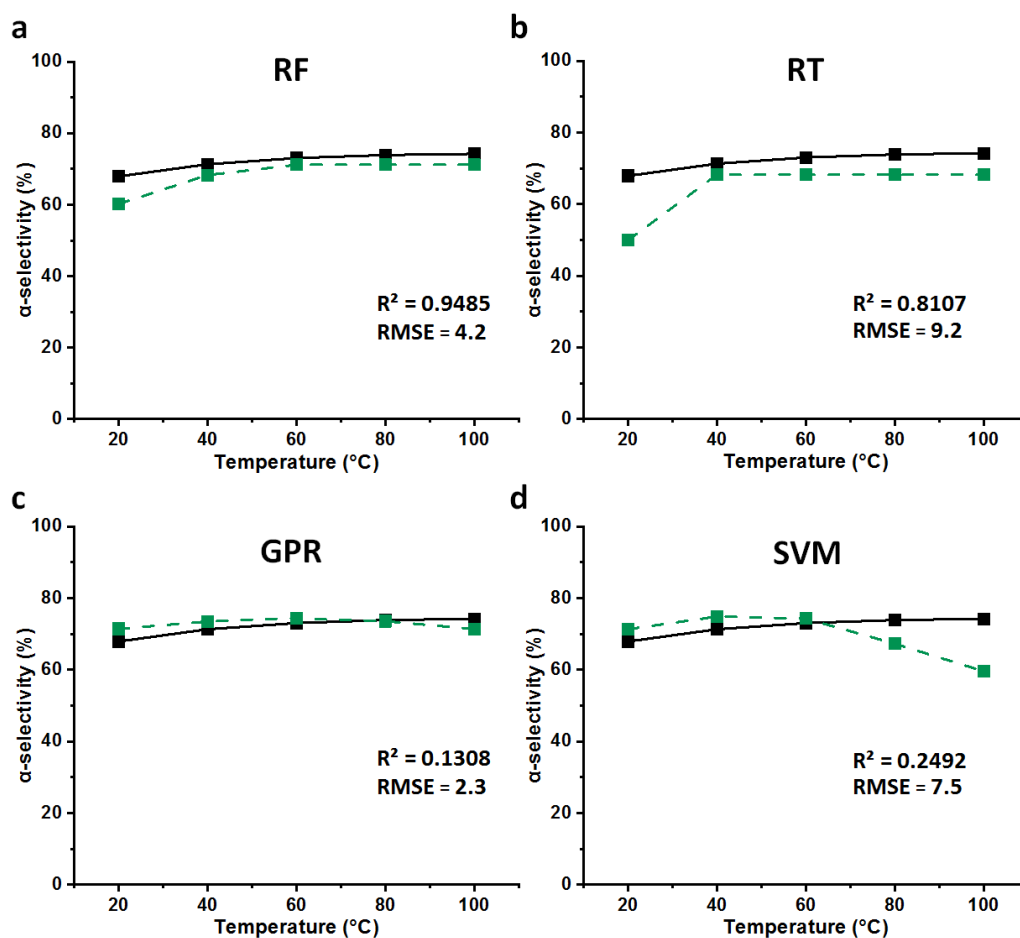 a
RF
α-selectivity (%)
100
80
60
40
20
0
R² = 0.9485
RMSE = 4.2
20 40 60 80 100
Temperature (°C)
b
RT
α-selectivity (%)
100
80
60
40
20
0
R² = 0.8107
RMSE = 9.2
20 40 60 80 100
Temperature (°C)
c
GPR
α-selectivity (%)
100
80
60
40
20
0
R² = 0.1308
RMSE = 2.3
20 40 60 80 100
Temperature (°C)
d
SVM
α-selectivity (%)
100
80
60
40
20
0
R² = 0.2492
RMSE = 7.5
20 40 60 80 100
Temperature (°C)